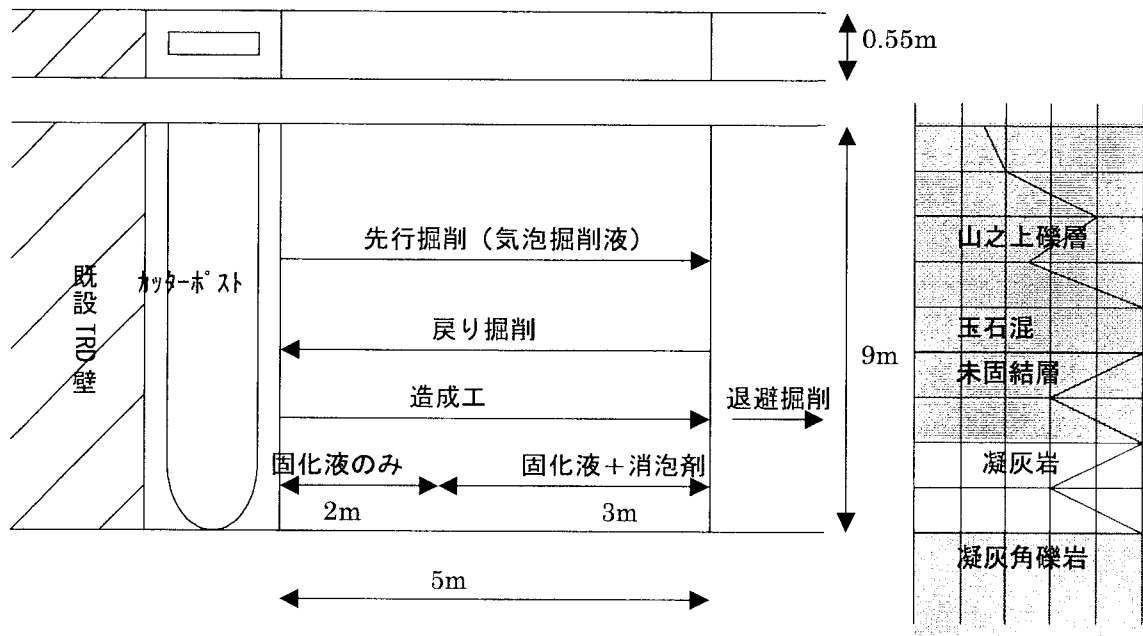 0.55m
既設TRD壁
カッターポスト
先行掘削（気泡掘削液）
戻り掘削
造成工
退避掘削
固化液のみ
固化液＋消泡剤
2m
3m
5m
9m
山之上礫層
玉石混
未固結層
凝灰岩
凝灰角礫岩